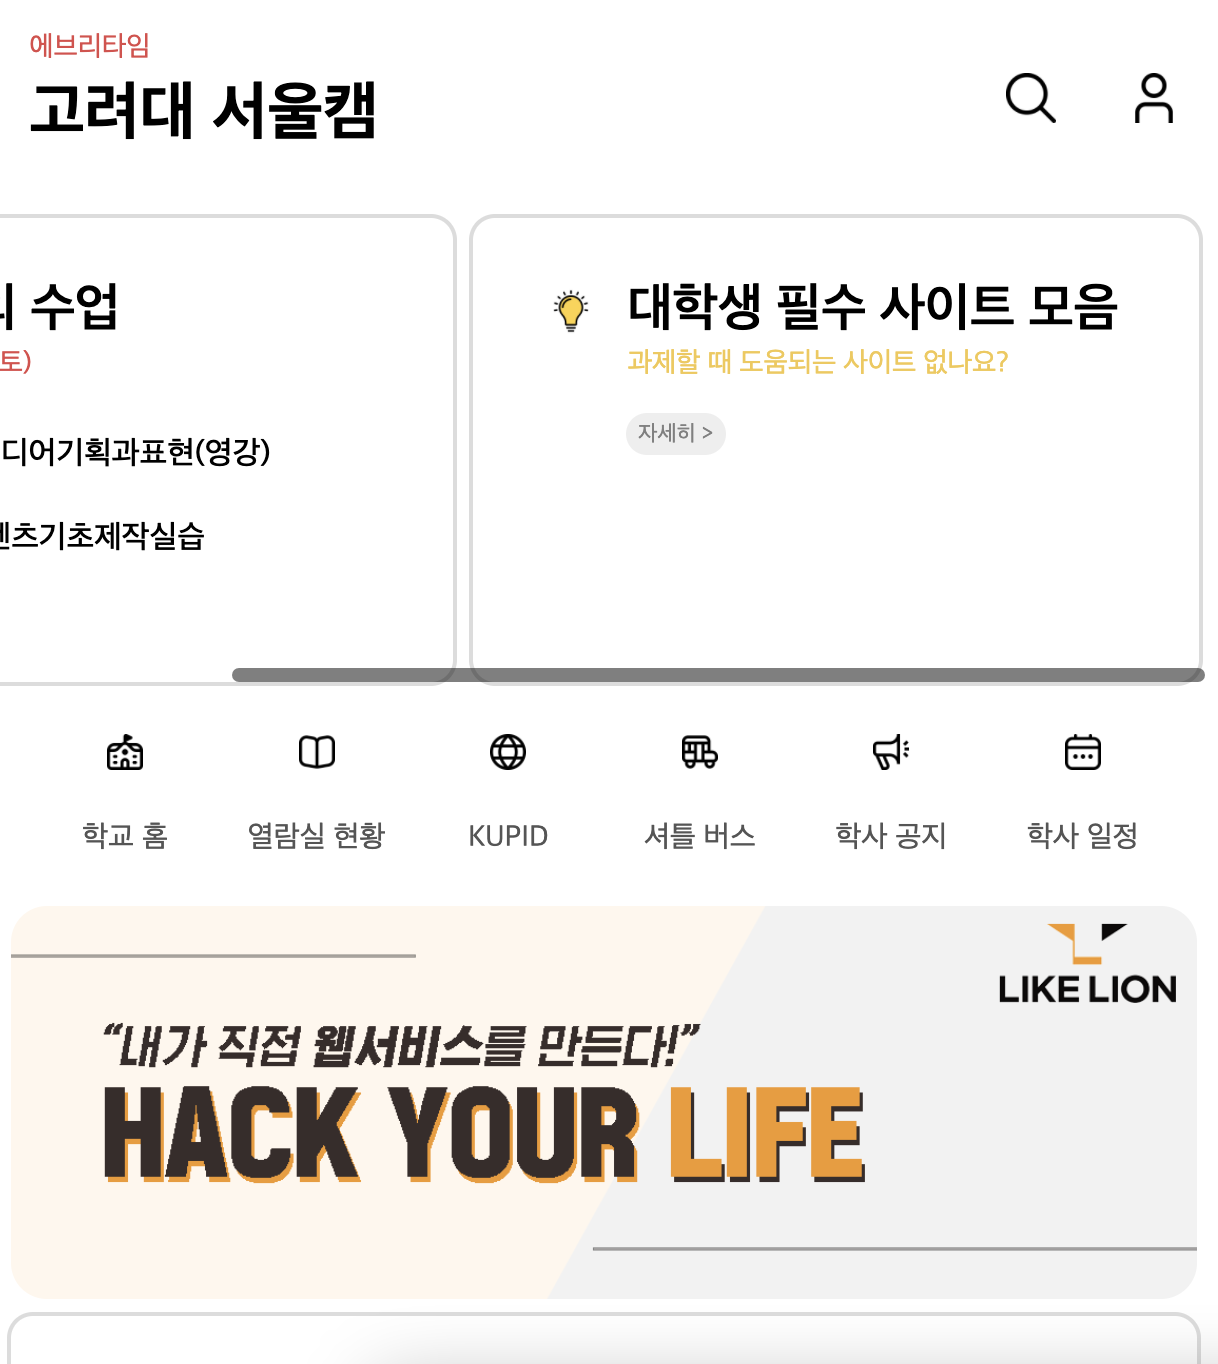 에브리타임
고려대 서울캠
수업
토)
디어기획과표현(영강)
츠기초제작실습
대학생 필수 사이트 모음
과제할 때 도움되는 사이트 없나요?
자세히 >
학교 홈
열람실 현황
KUPID
셔틀 버스
학사 공지
학사 일정
LIKE LION
“내가 직접 웹서비스를 만든다!”
HACK YOUR LIFE